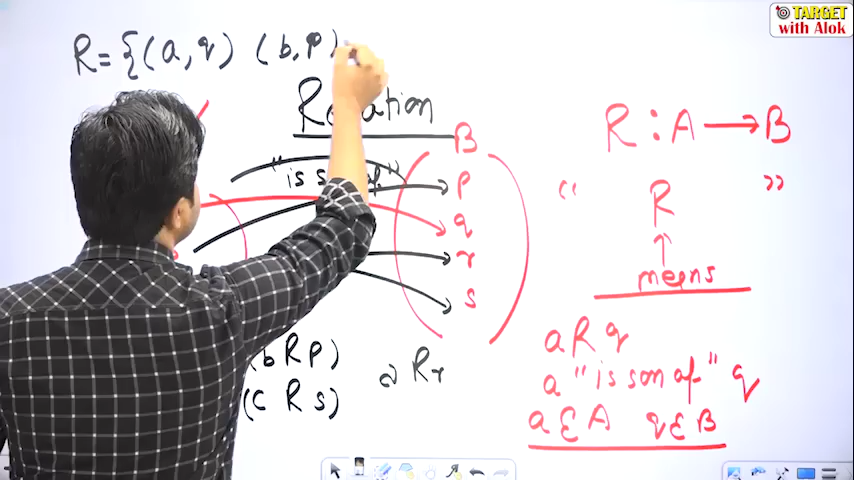 TARGET
with Alok
R = {(a, q) (b, p)
Relation
B
"is son of"
p
q
r
s
(b R p)
(C R s)
R r
R : A → B
" R "
means
a R q
a "is son of" q
a ∈ A q ∈ B